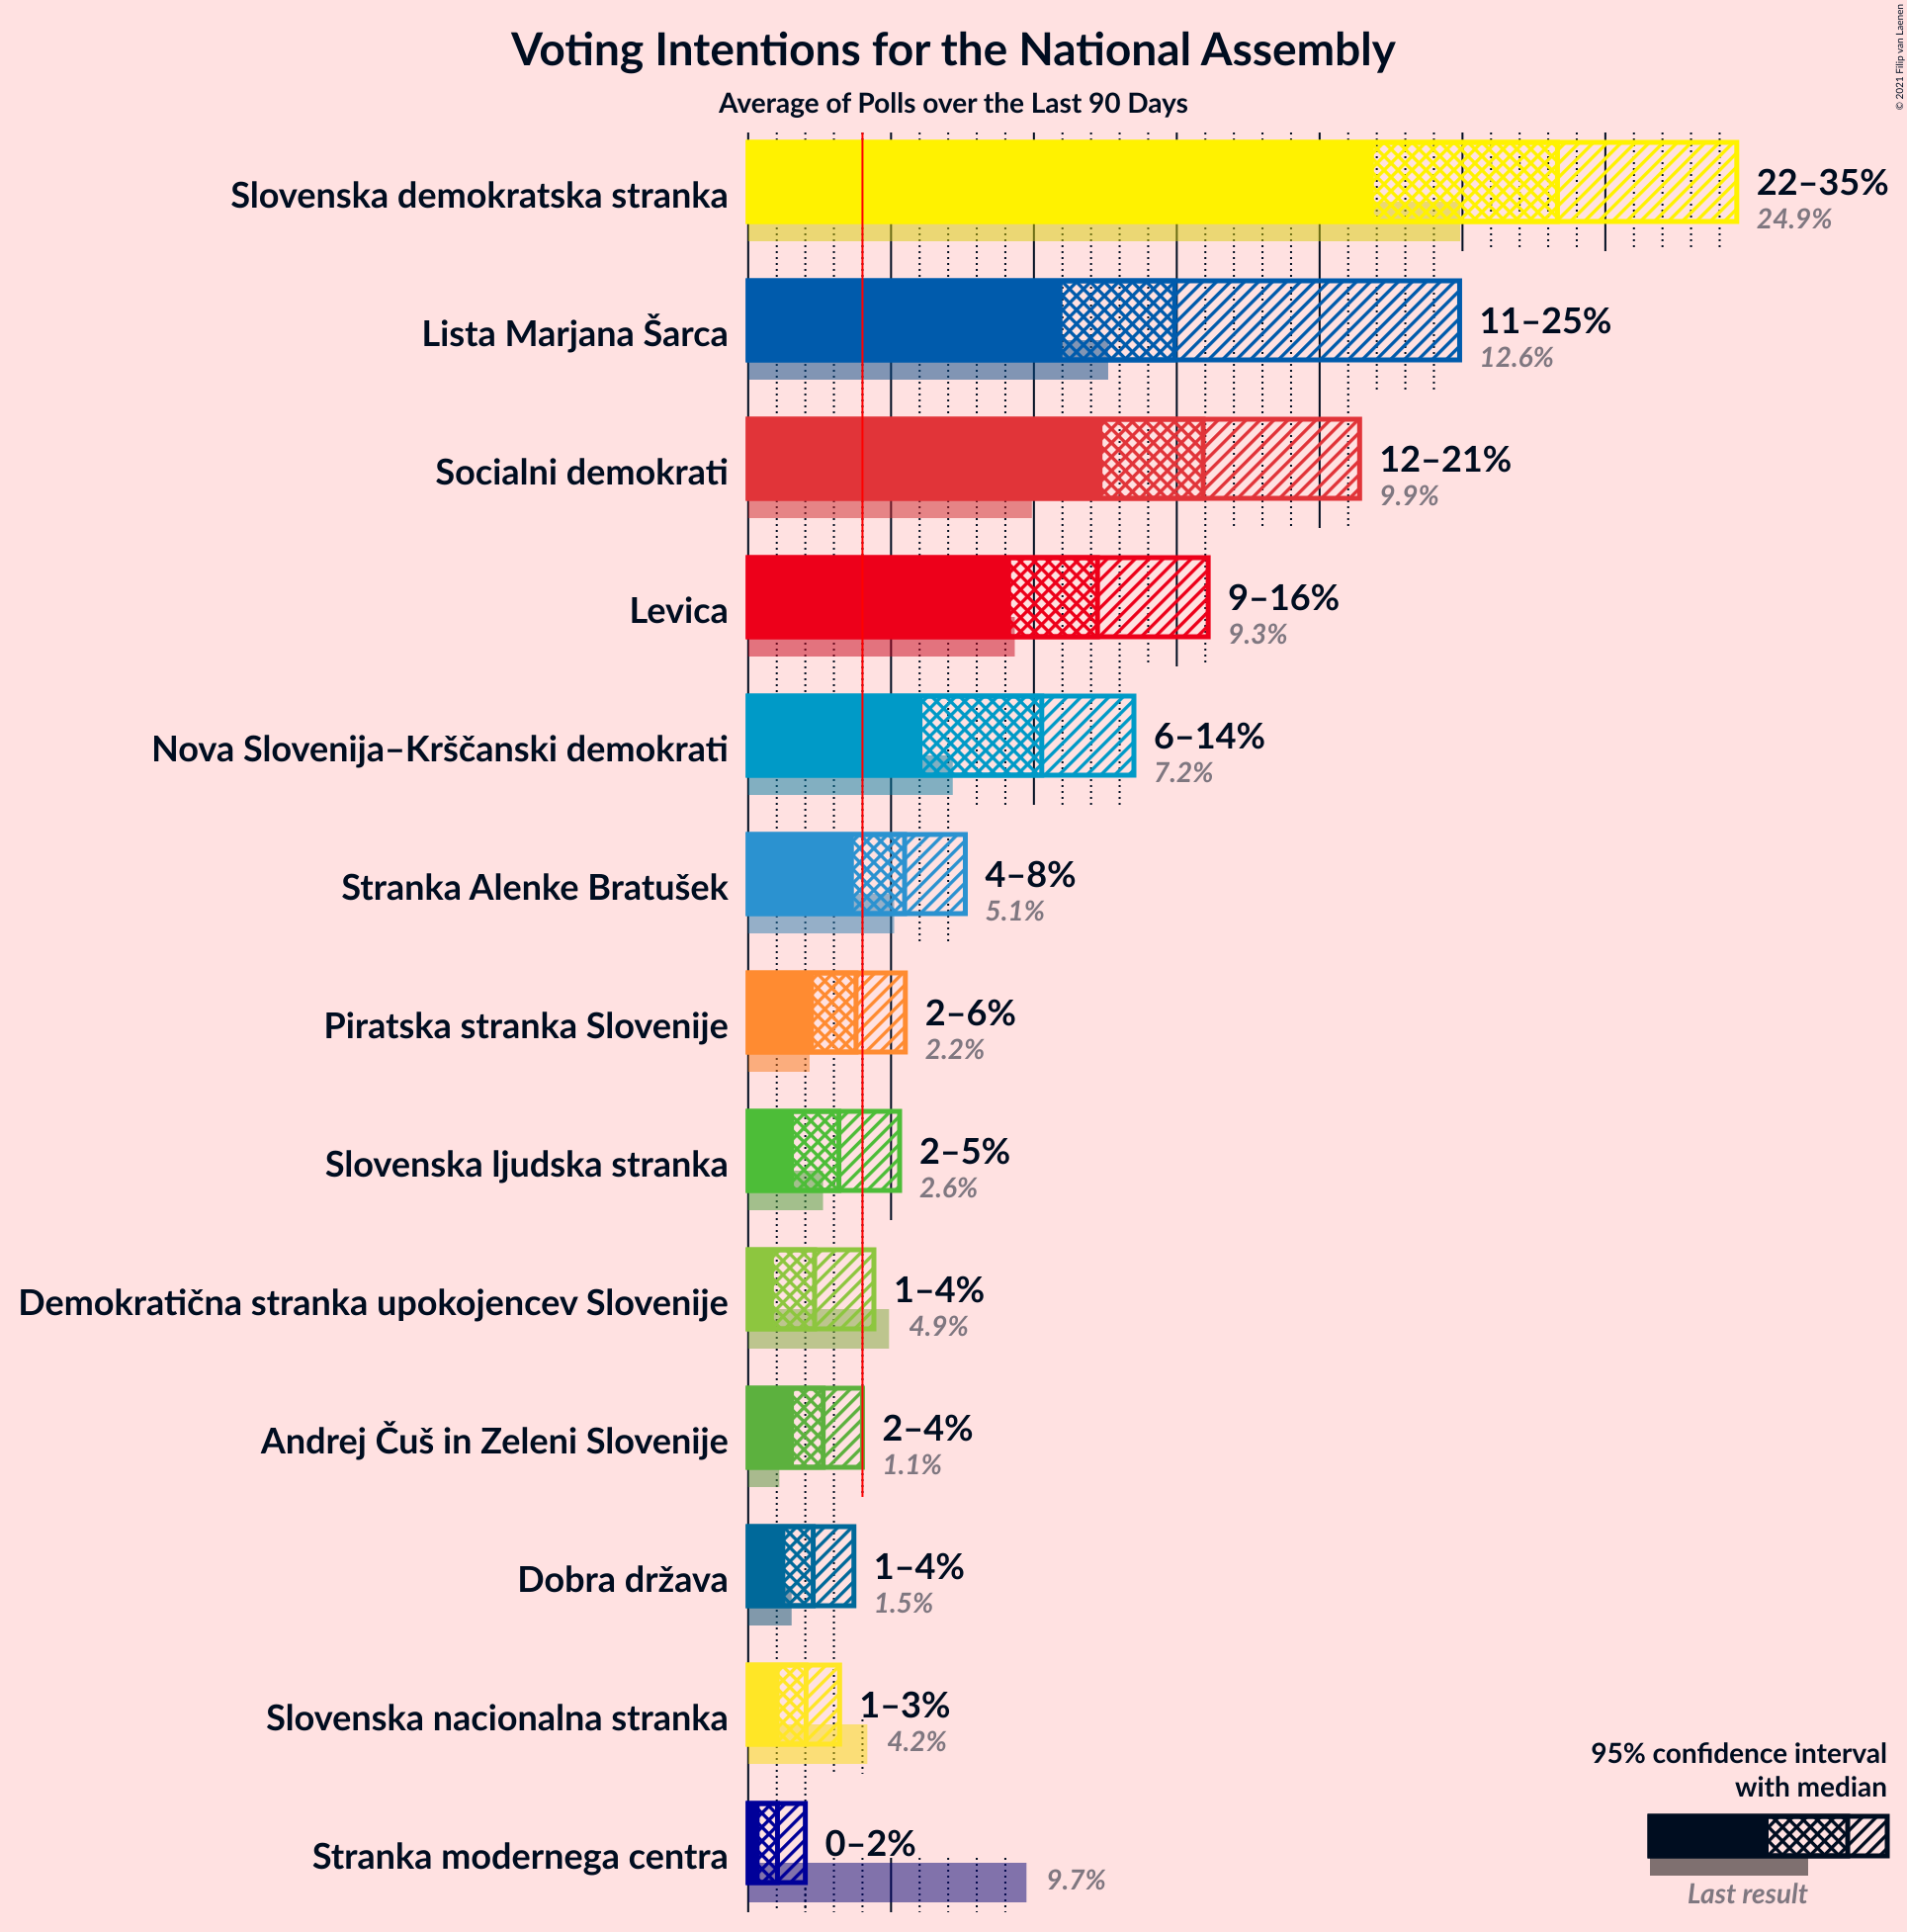 Voting Intentions for the National Assembly
Average of Polls over the Last 90 Days
© 2021 Filip van Laenen
Slovenska demokratska stranka
22–35%
24.9%
Lista Marjana Šarca
11–25%
12.6%
Socialni demokrati
12–21%
9.9%
Levica
9–16%
9.3%
Nova Slovenija–Krščanski demokrati
6–14%
7.2%
Stranka Alenke Bratušek
4–8%
5.1%
Piratska stranka Slovenije
2–6%
2.2%
Slovenska ljudska stranka
2–5%
2.6%
Demokratična stranka upokojencev Slovenije
1–4%
4.9%
Andrej Čuš in Zeleni Slovenije
2–4%
1.1%
Dobra država
1–4%
1.5%
Slovenska nacionalna stranka
1–3%
4.2%
Stranka modernega centra
0–2%
9.7%
95% confidence interval
with median
Last result